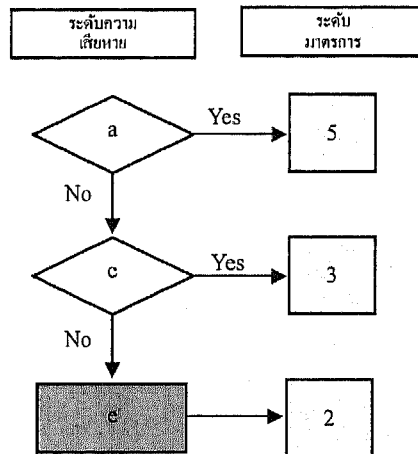 ระดับความ
เสียหาย
ระดับ
มาตรการ
a
Yes
5
No
c
Yes
3
No
e
2